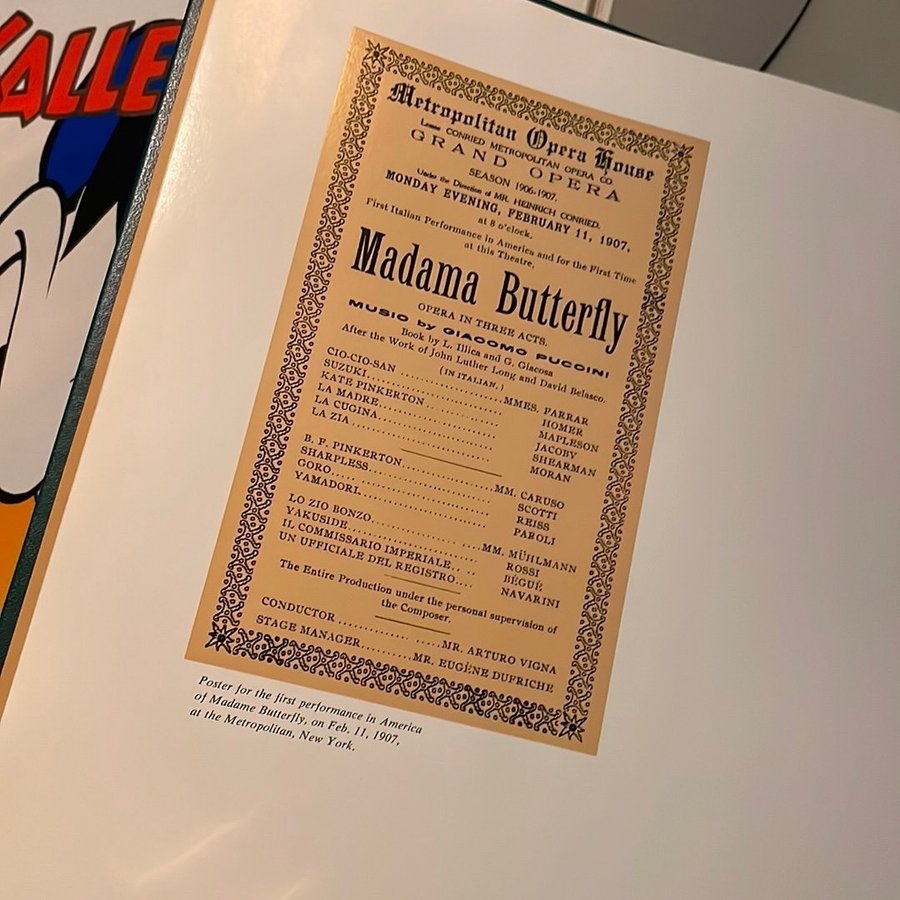 KALLE
Metropolitan Opera House
Lessee CONRIED METROPOLITAN OPERA CO.
GRAND OPERA
SEASON 1906-1907.
Under the Direction of MR. HEINRICH CONRIED.
MONDAY EVENING, FEBRUARY 11, 1907,
at 8 o'clock.
First Italian Performance in America and for the First Time
at this Theatre.
Madama Butterfly
OPERA IN THREE ACTS.
MUSIC by GIACOMO PUCCINI
Book by L. Illica and G. Giacosa
After the Work of John Luther Long and David Belasco.
(IN ITALIAN.)
CIO-CIO-SAN ................MMES. FARRAR
SUZUKI........................HOMER
KATE PINKERTON...............MAPLESON
LA MADRE.....................JACOBY
LA CUGINA....................SHEARMAN
LA ZIA.......................MORAN
B. F. PINKERTON..............MM. CARUSO
SHARPLESS....................SCOTTI
GORO.........................REISS
YAMADORI.....................PAROLI
LO ZIO BONZO.................MM. MÜHLMANN
YAKUSIDE.....................ROSSI
IL COMMISSARIO IMPERIALE.....BÉGUÉ
UN UFFICIALE DEL REGISTRO....NAVARINI
The Entire Production under the personal supervision of
the Composer.
CONDUCTOR..................MR. ARTURO VIGNA
STAGE MANAGER..........MR. EUGÈNE DUFRICHE
Poster for the first performance in America
of Madame Butterfly, on Feb. 11, 1907,
at the Metropolitan, New York.